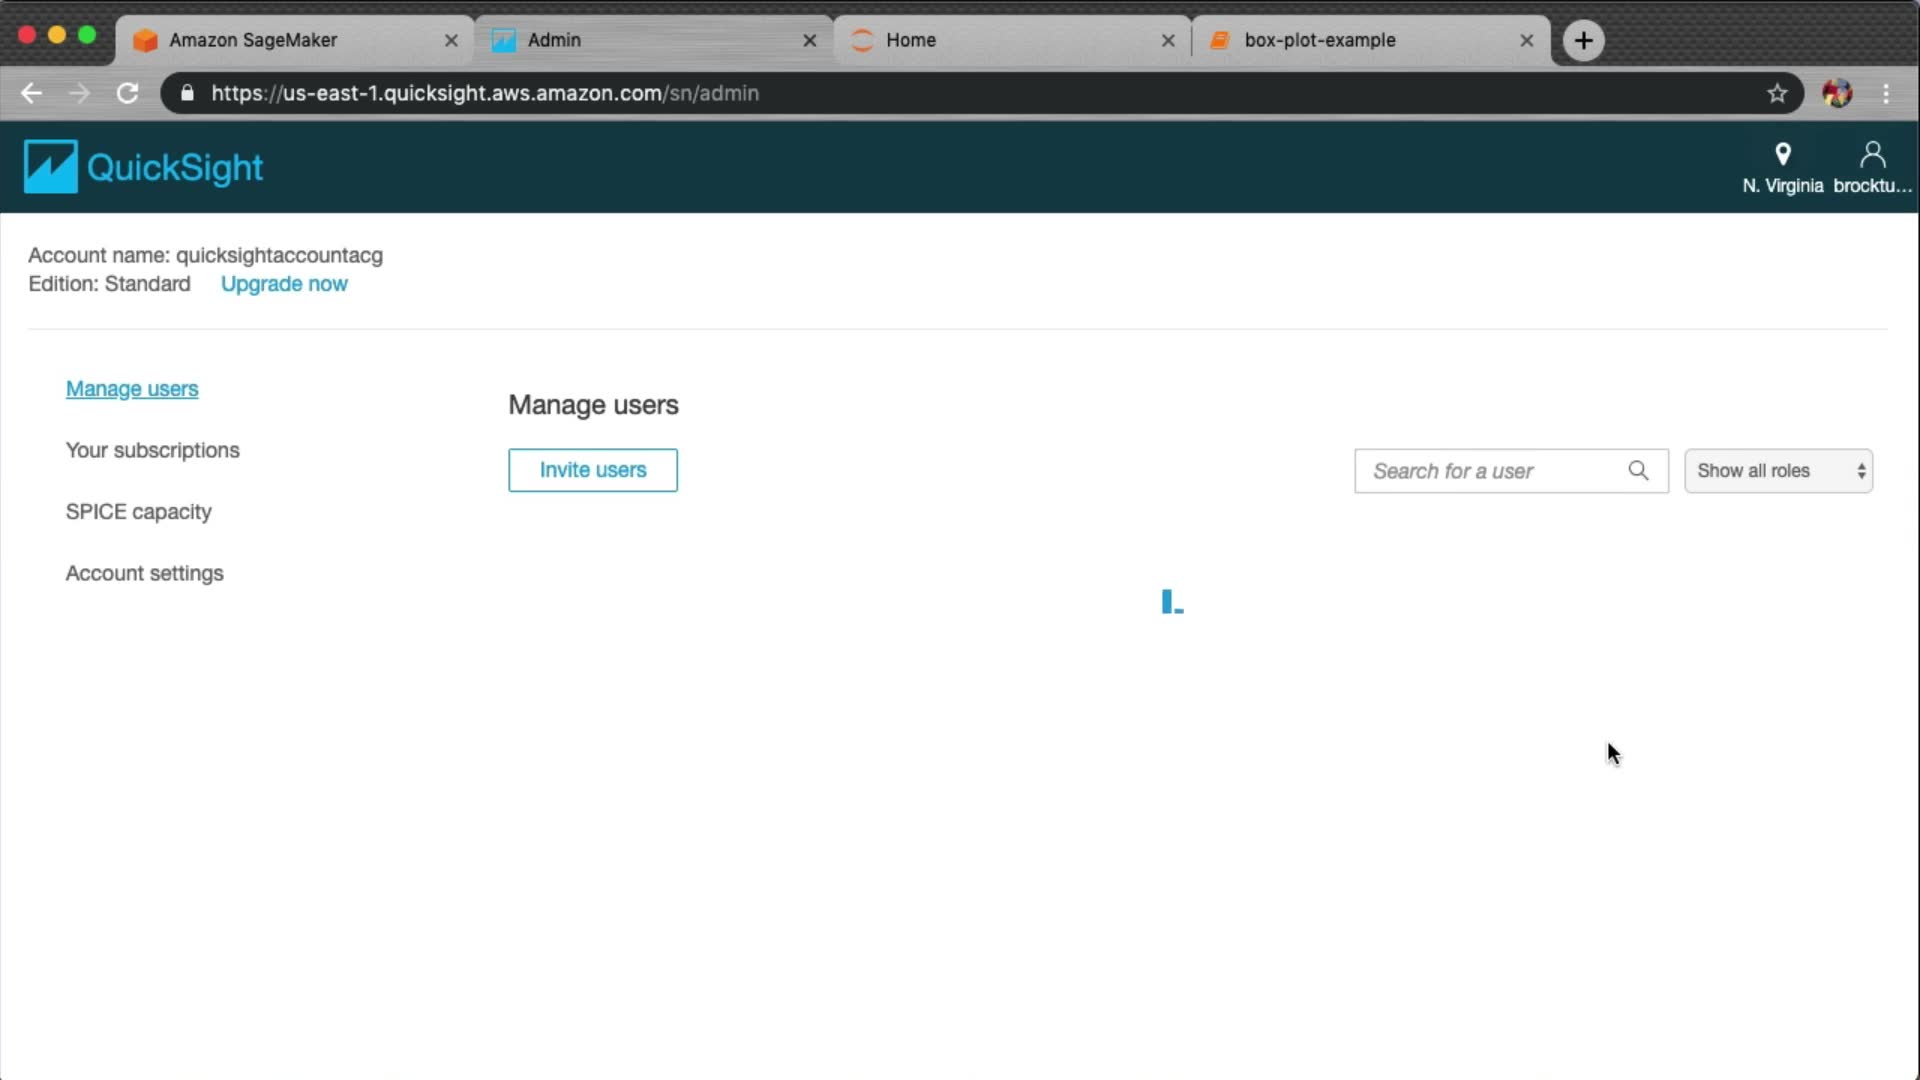 Amazon SageMaker
Admin
Home
box-plot-example
https://us-east-1.quicksight.aws.amazon.com/sn/admin
QuickSight
N. Virginia
brocktu...
Account name: quicksightaccountacg
Edition: Standard Upgrade now
Manage users
Your subscriptions
SPICE capacity
Account settings
Manage users
Invite users
Search for a user
Show all roles